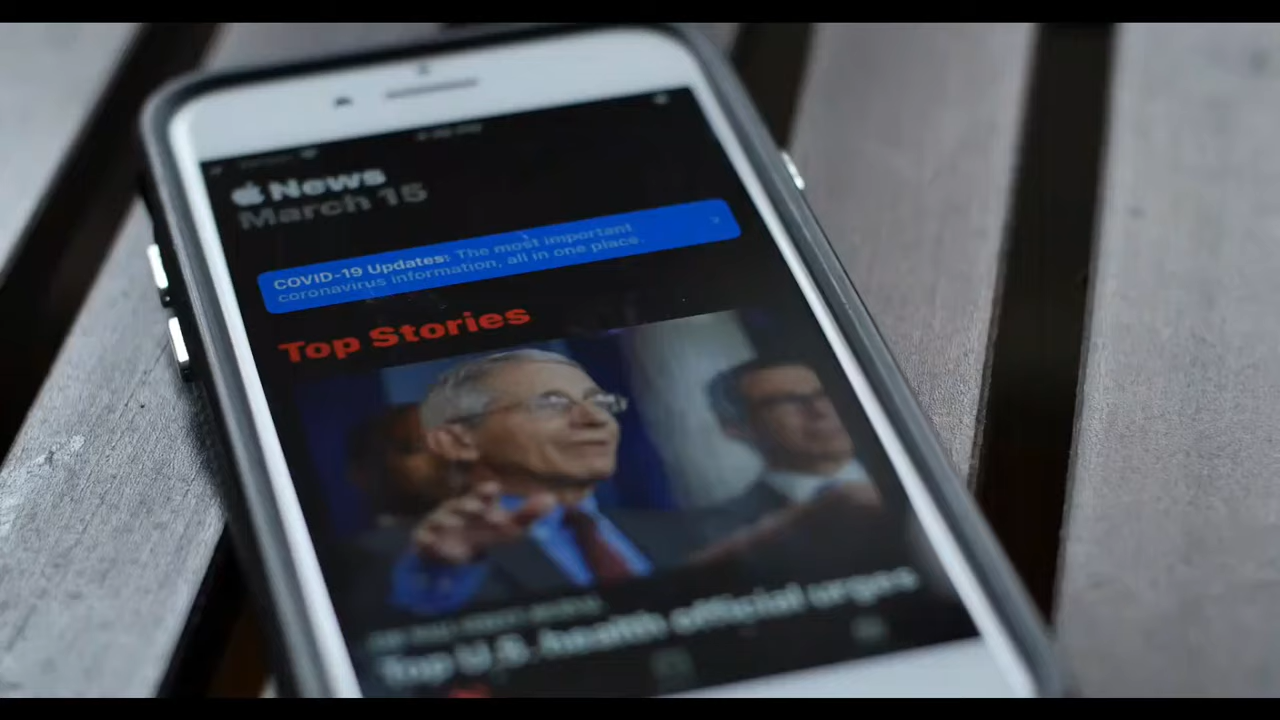 News
March 15
COVID-19 Updates: The most important
coronavirus information, all in one place.
Top Stories
Top U.S. health official urges